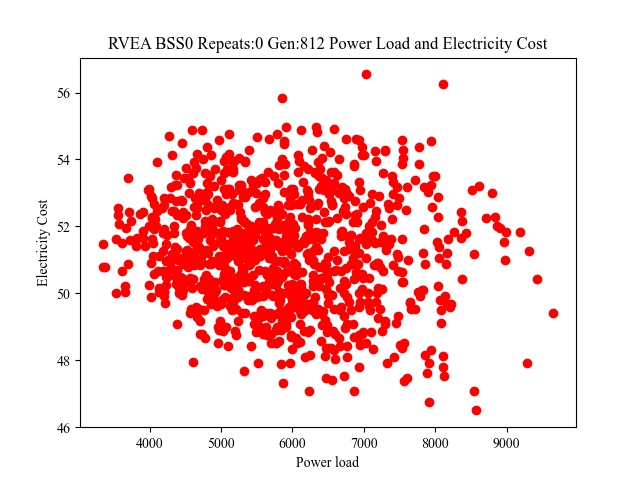 RVEA BSS0 Repeats:0 Gen:812 Power Load and Electricity Cost
56
54
52
50
48
46
Electricity Cost
4000 5000 6000 7000 8000 9000
Power load